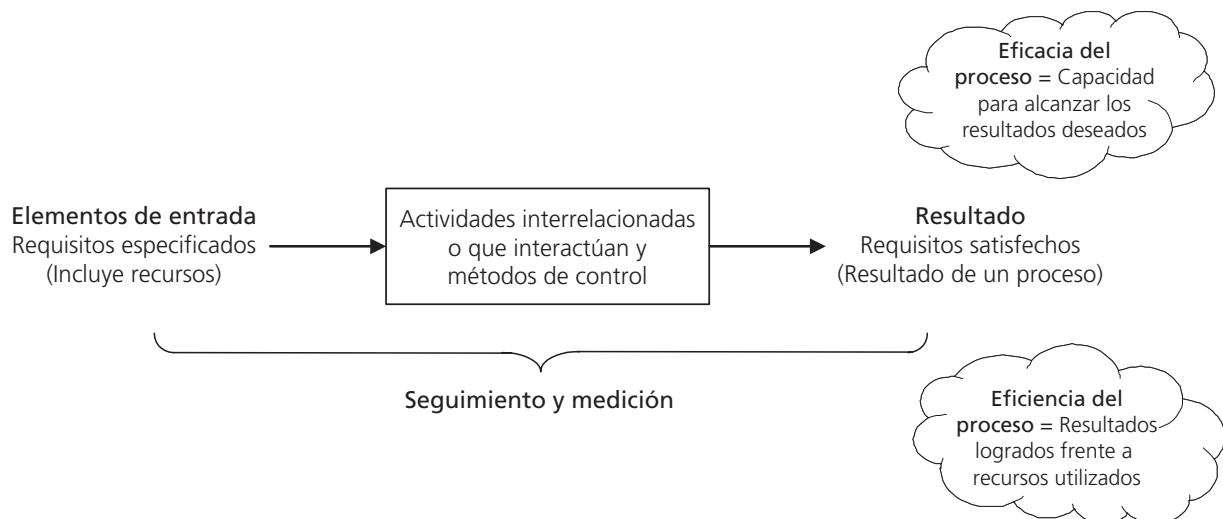 Eficacia del
proceso = Capacidad
para alcanzar los
resultados deseados
Elementos de entrada
Requisitos especificados
(Incluye recursos)
Actividades interrelacionadas
o que interactúan y
métodos de control
Resultado
Requisitos satisfechos
(Resultado de un proceso)
Seguimiento y medición
Eficiencia del
proceso = Resultados
logrados frente a
recursos utilizados